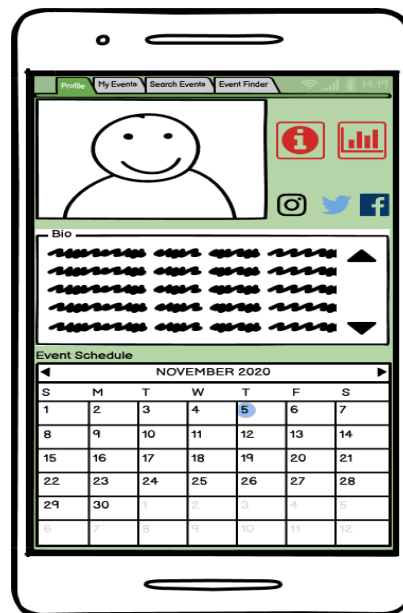 Profile My Events Search Events Event Finder 14:19
Bio
Event Schedule
NOVEMBER 2020
S M T W T F S
1 2 3 4 5 6 7
8 9 10 11 12 13 14
15 16 17 18 19 20 21
22 23 24 25 26 27 28
29 30 1 2 3 4 5
6 7 8 9 10 11 12